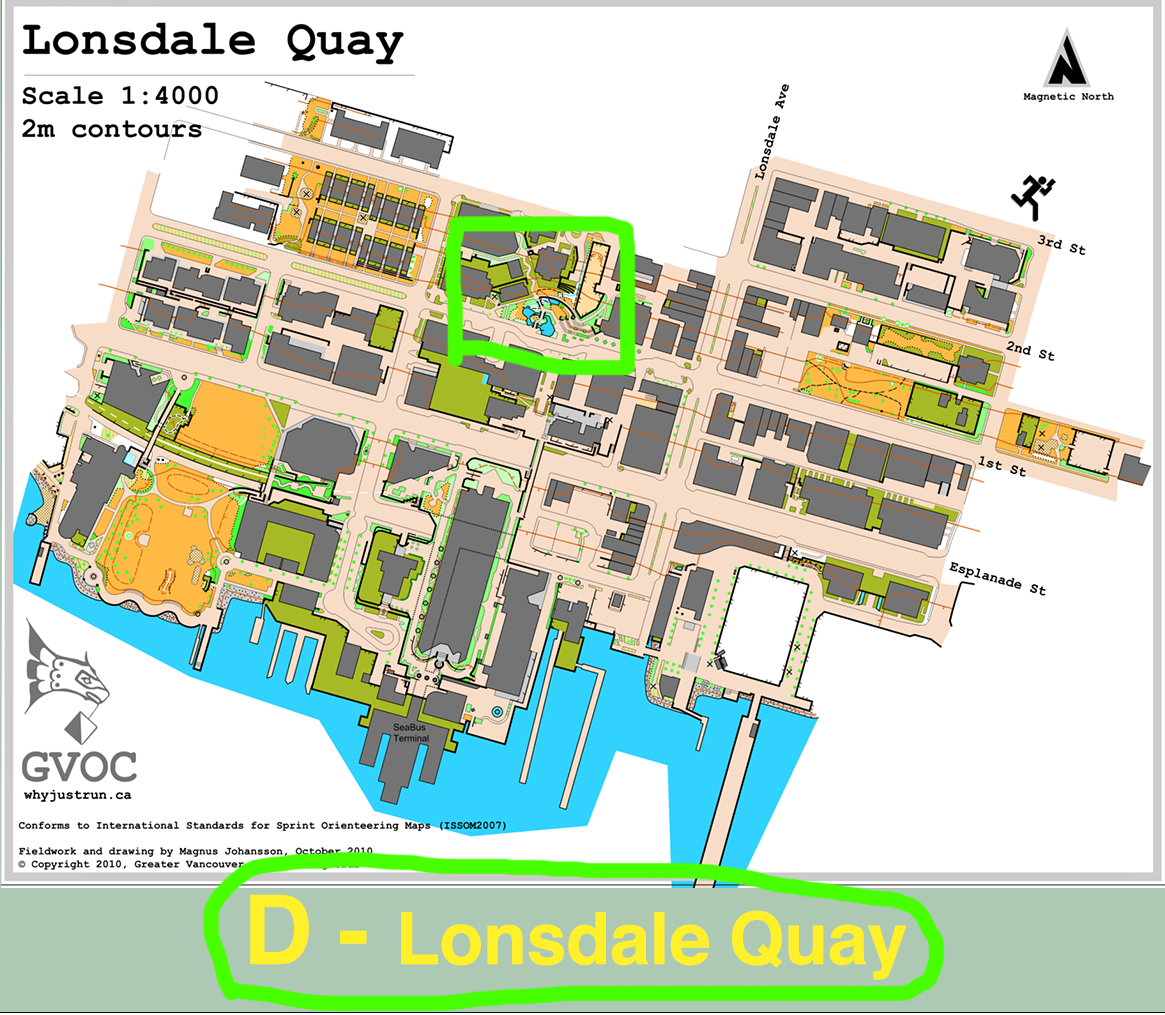 Lonsdale Quay
Scale 1:4000
2m contours
Lonsdale Ave
Magnetic North
3rd St
2nd St
1st St
Esplanade St
SeaBus
Terminal
GVOC
whyjustrun.ca
Conforms to International Standards for Sprint Orienteering Maps (ISSOM2007)
Fieldwork and drawing by Magnus Johansson, October 2010
© Copyright 2010, Greater Vancouver
D - Lonsdale Quay